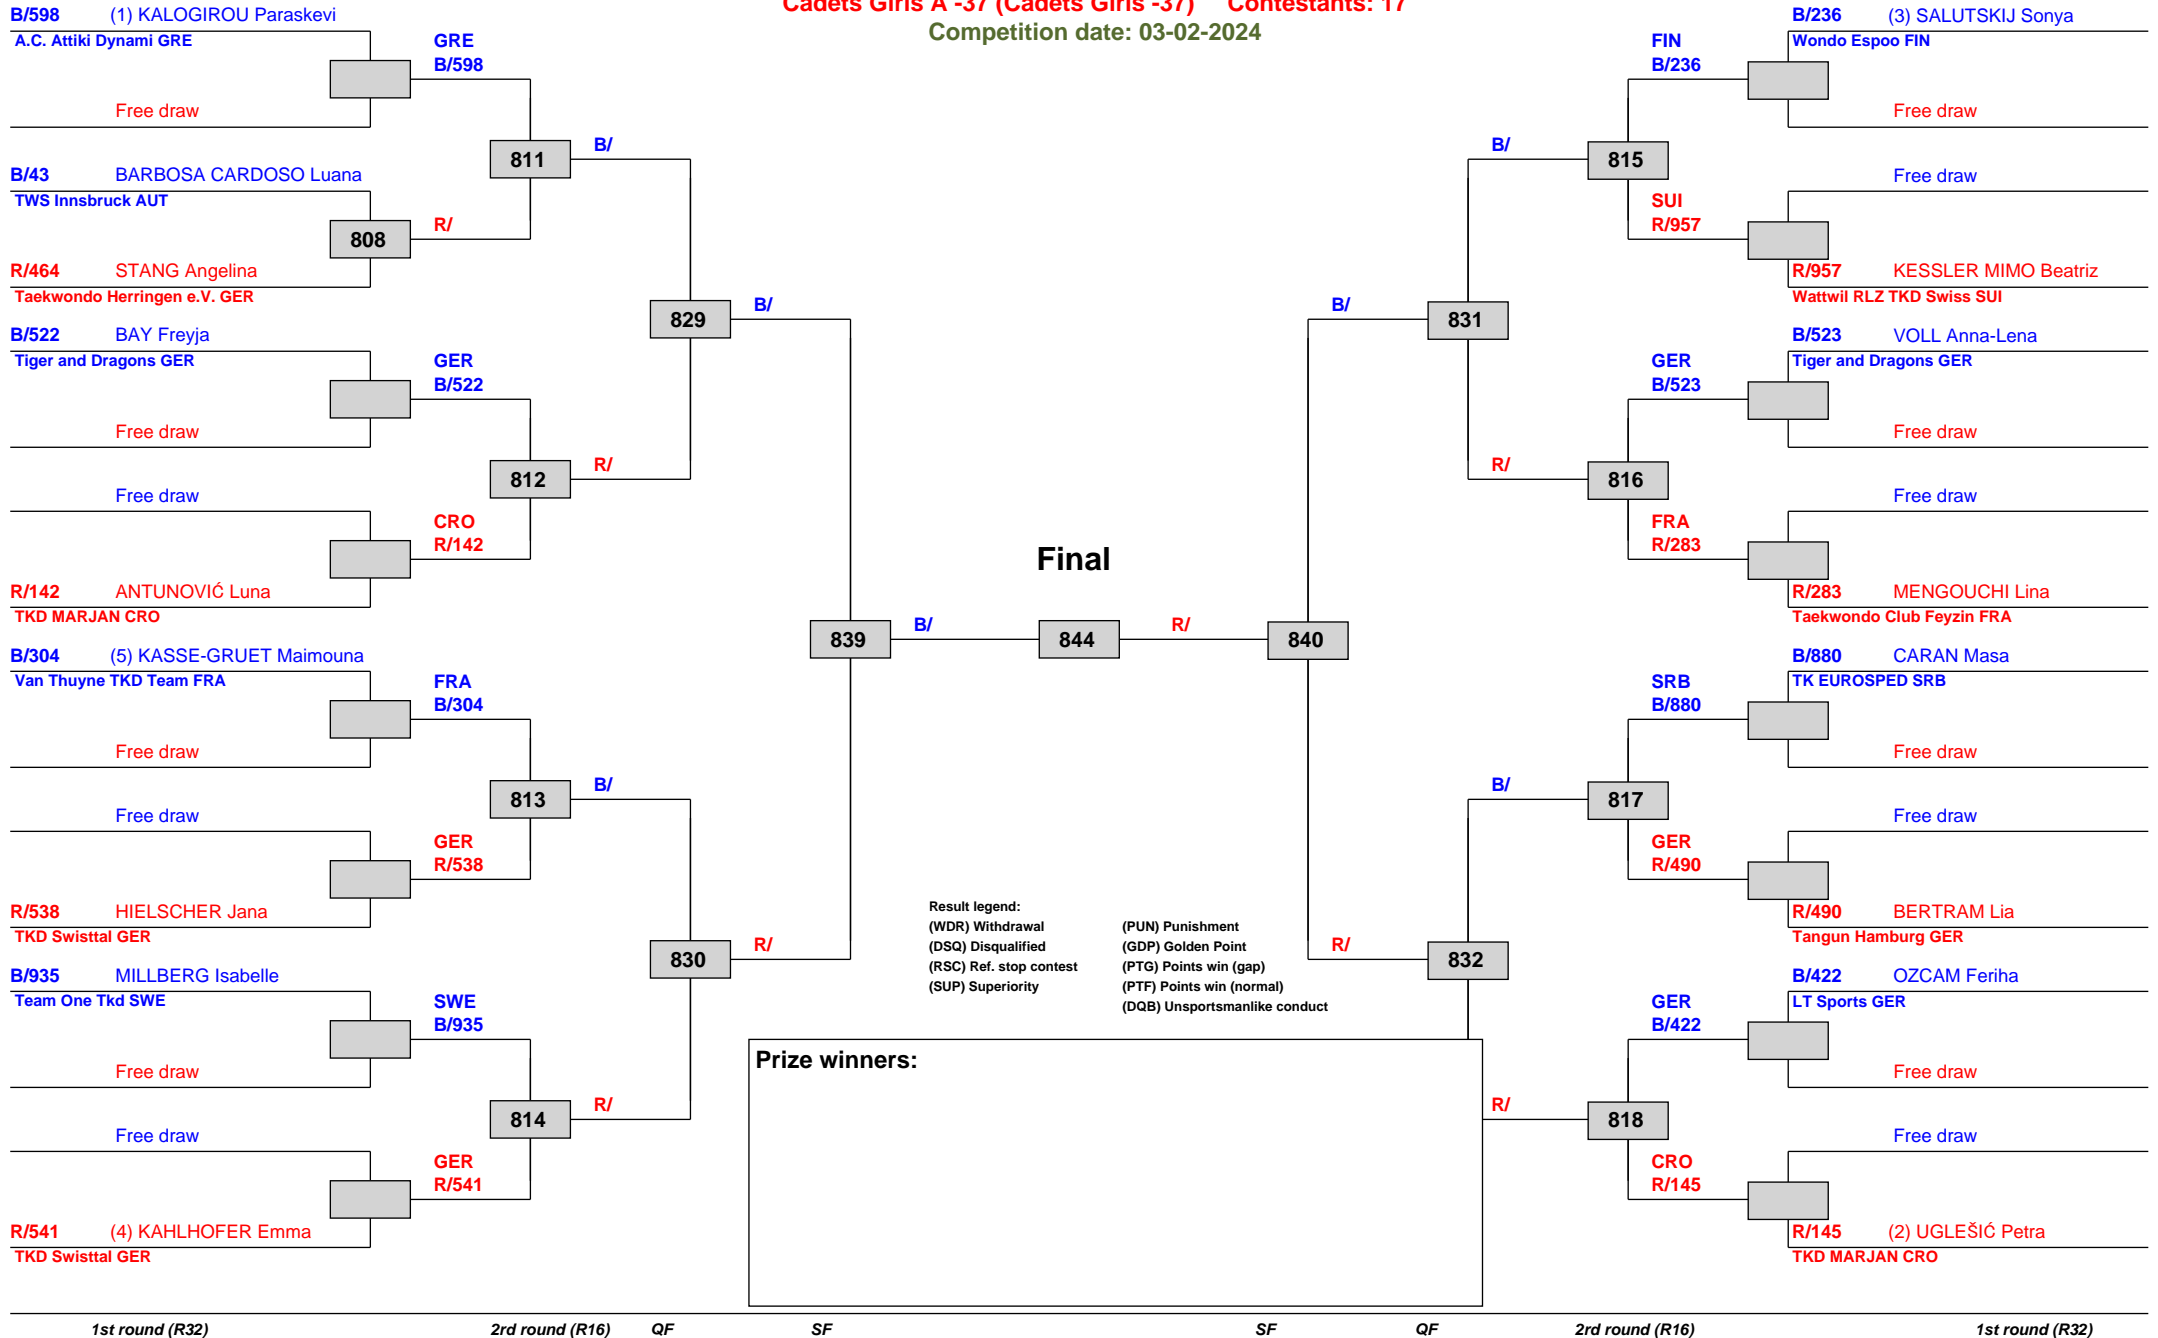 Cadets Girls A -37 (Cadets Girls -37) Contestants: 17
Competition date: 03-02-2024
B/598 (1) KALOGIROU Paraskevi
A.C. Attiki Dynami GRE
Free draw
B/43 BARBOSA CARDOSO Luana
TWS Innsbruck AUT
808
R/464 STANG Angelina
Taekwondo Herringen e.V. GER
B/522 BAY Freyja
Tiger and Dragons GER
Free draw
Free draw
R/142 ANTUNOVIĆ Luna
TKD MARJAN CRO
B/304 (5) KASSE-GRUET Maimouna
Van Thuyne TKD Team FRA
Free draw
Free draw
R/538 HIELSCHER Jana
TKD Swisttal GER
B/935 MILLBERG Isabelle
Team One Tkd SWE
Free draw
Free draw
R/541 (4) KAHLHOFER Emma
TKD Swisttal GER
GRE
B/598
811
R/
GER
B/522
812
CRO
R/142
FRA
B/304
813
GER
R/538
SWE
B/935
814
GER
R/541
B/
829
R/
B/
830
R/
B/
839
R/
Final
B/
844
R/
840
B/
R/
B/
831
R/
B/
832
R/
FIN
B/236
815
SUI
R/957
GER
B/523
816
FRA
R/283
SRB
B/880
817
GER
R/490
GER
B/422
818
CRO
R/145
B/236 (3) SALUTSKIJ Sonya
Wondo Espoo FIN
Free draw
Free draw
R/957 KESSLER MIMO Beatriz
Wattwil RLZ TKD Swiss SUI
B/523 VOLL Anna-Lena
Tiger and Dragons GER
Free draw
Free draw
R/283 MENGOUCHI Lina
Taekwondo Club Feyzin FRA
B/880 CARAN Masa
TK EUROSPED SRB
Free draw
Free draw
R/490 BERTRAM Lia
Tangun Hamburg GER
B/422 OZCAM Feriha
LT Sports GER
Free draw
Free draw
R/145 (2) UGLEŠIĆ Petra
TKD MARJAN CRO
Result legend:
(WDR) Withdrawal (PUN) Punishment
(DSQ) Disqualified (GDP) Golden Point
(RSC) Ref. stop contest (PTG) Points win (gap)
(SUP) Superiority (PTF) Points win (normal)
(DQB) Unsportsmanlike conduct
Prize winners:
1st round (R32) 2rd round (R16) QF SF SF QF 2rd round (R16) 1st round (R32)